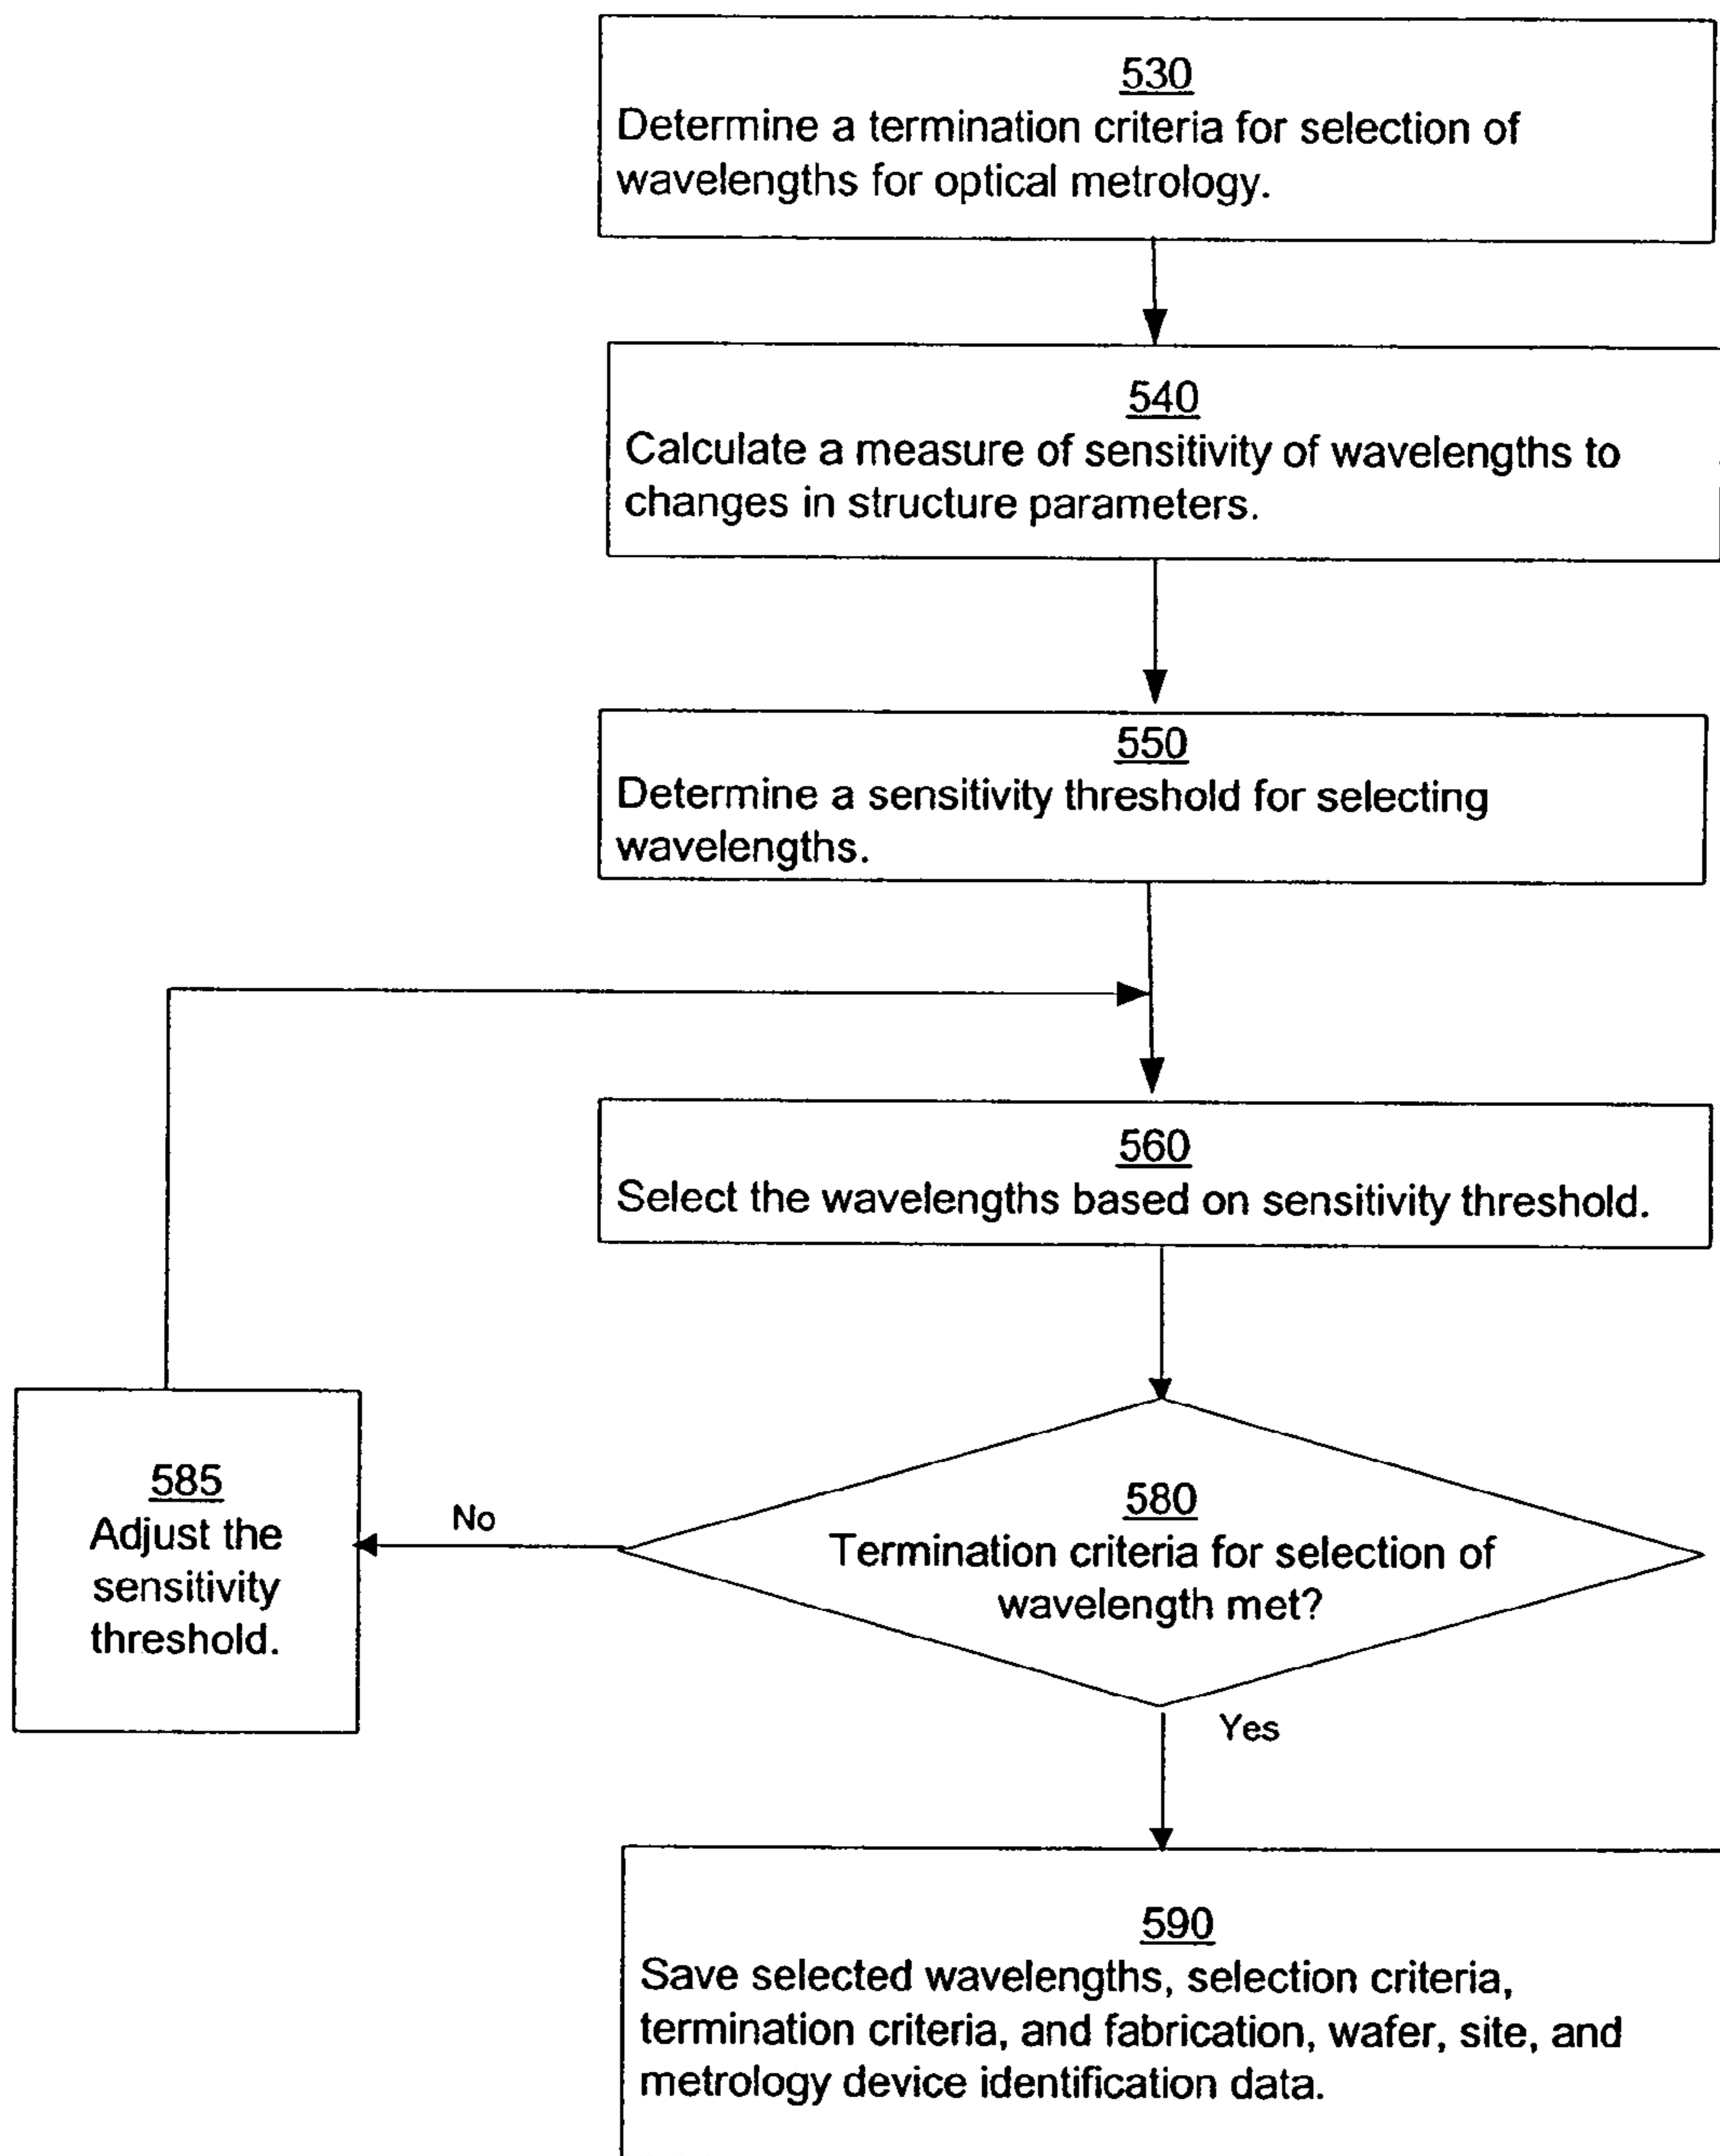 530
Determine a termination criteria for selection of
wavelengths for optical metrology.
540
Calculate a measure of sensitivity of wavelengths to
changes in structure parameters.
550
Determine a sensitivity threshold for selecting
wavelengths.
560
Select the wavelengths based on sensitivity threshold.
585
Adjust the
sensitivity
threshold.
No
580
Termination criteria for selection of
wavelength met?
Yes
590
Save selected wavelengths, selection criteria,
termination criteria, and fabrication, wafer, site, and
metrology device identification data.